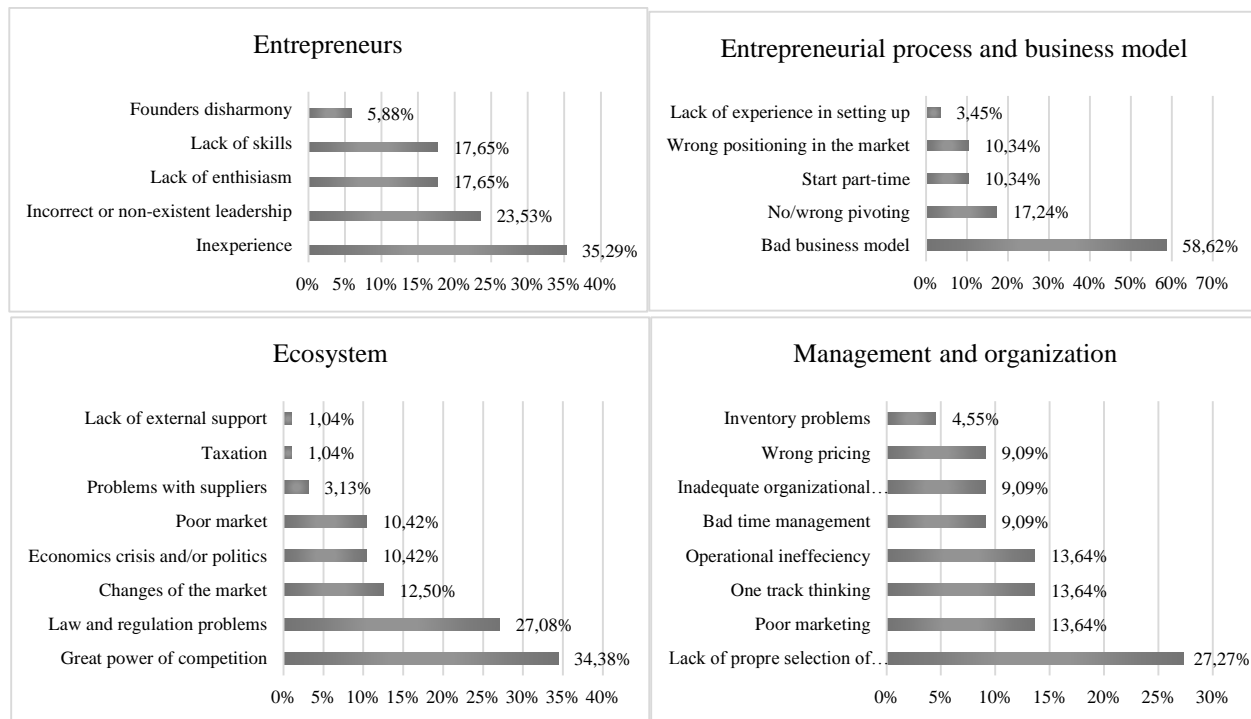 Entrepreneurs
Founders disharmony 5,88%
Lack of skills 17,65%
Lack of enthisiasm 17,65%
Incorrect or non-existent leadership 23,53%
Inexperience 35,29%
0% 5% 10% 15% 20% 25% 30% 35% 40%
Entrepreneurial process and business model
Lack of experience in setting up 3,45%
Wrong positioning in the market 10,34%
Start part-time 10,34%
No/wrong pivoting 17,24%
Bad business model 58,62%
0% 10% 20% 30% 40% 50% 60% 70%
Ecosystem
Lack of external support 1,04%
Taxation 1,04%
Problems with suppliers 3,13%
Poor market 10,42%
Economics crisis and/or politics 10,42%
Changes of the market 12,50%
Law and regulation problems 27,08%
Great power of competition 34,38%
0% 5% 10% 15% 20% 25% 30% 35% 40%
Management and organization
Inventory problems 4,55%
Wrong pricing 9,09%
Inadequate organizational… 9,09%
Bad time management 9,09%
Operational ineffeciency 13,64%
One track thinking 13,64%
Poor marketing 13,64%
Lack of propre selection of… 27,27%
0% 5% 10% 15% 20% 25% 30%